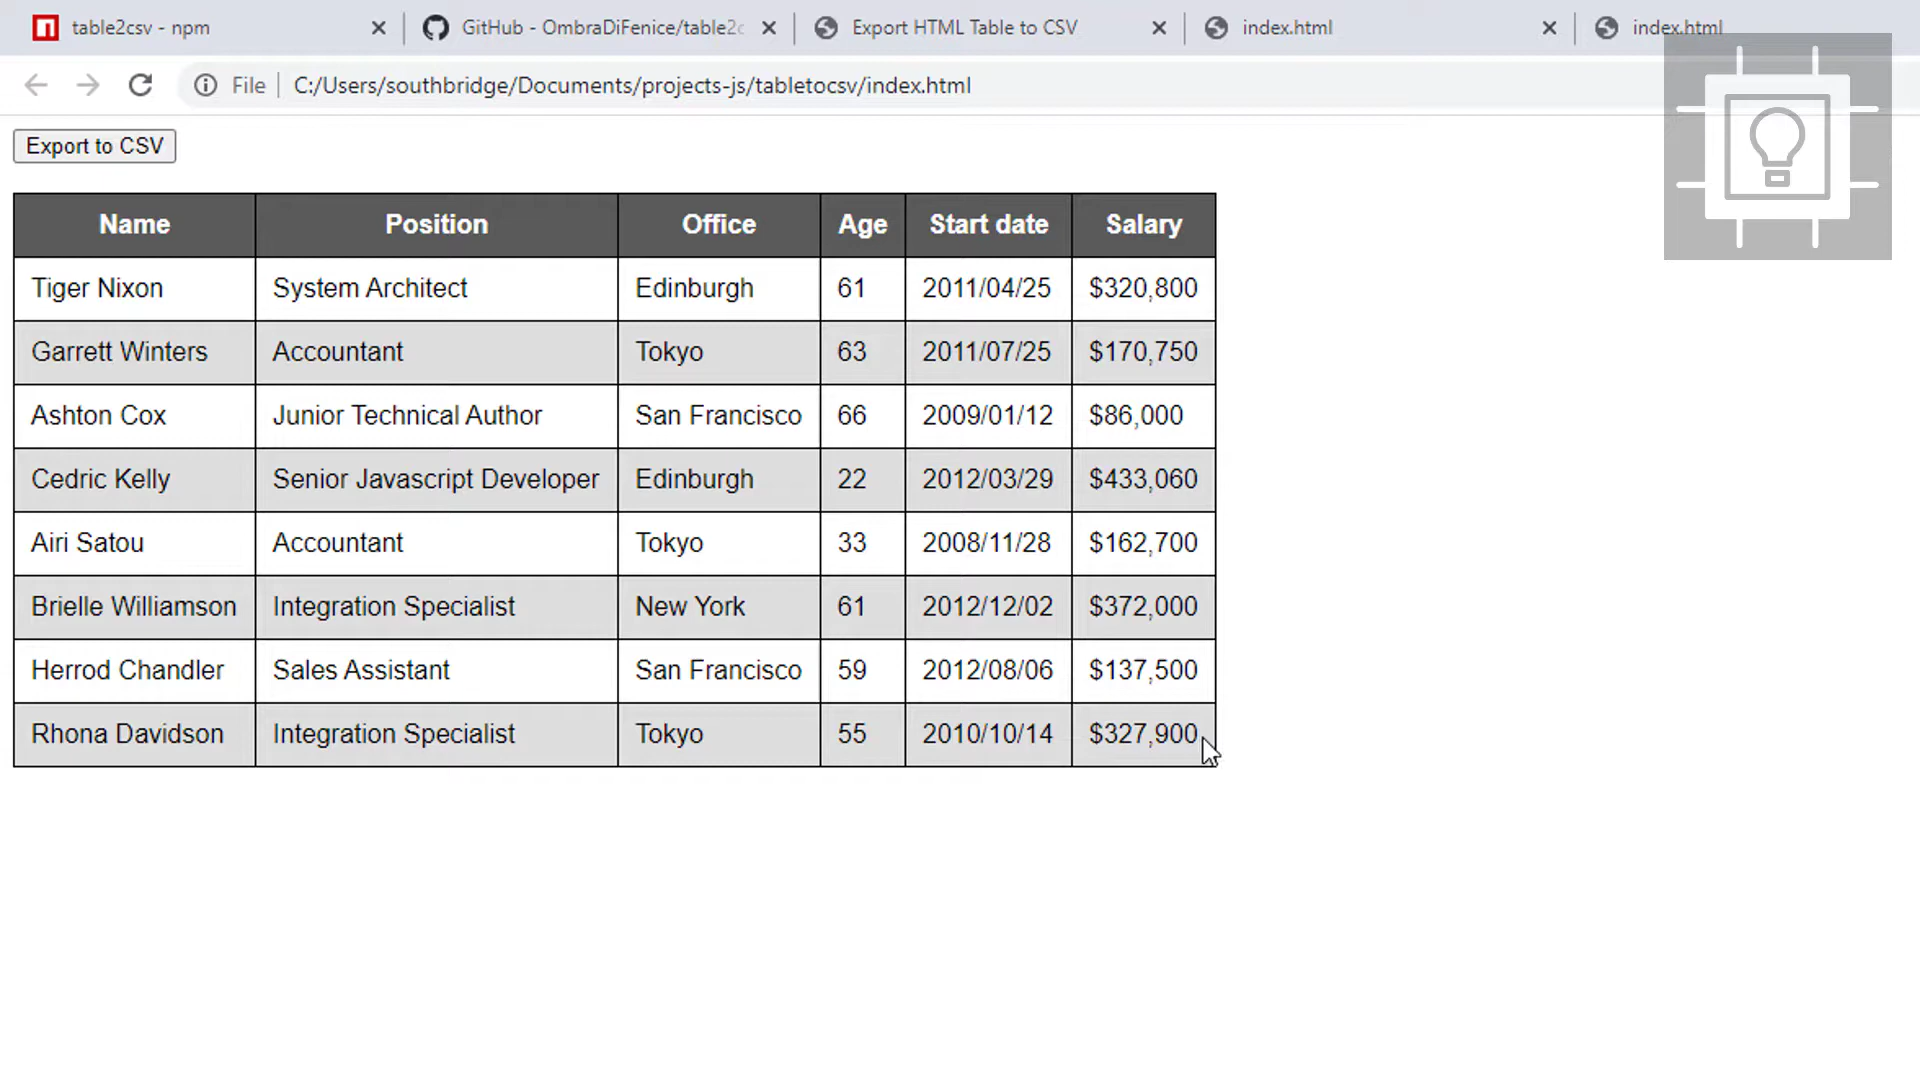 table2csv - npm
GitHub - OmbraDiFenice/table2c
Export HTML Table to CSV
index.html
index.html
File
C:/Users/southbridge/Documents/projects-js/tabletocsv/index.html
Export to CSV
Name Position Office Age Start date Salary
Tiger Nixon System Architect Edinburgh 61 2011/04/25 $320,800
Garrett Winters Accountant Tokyo 63 2011/07/25 $170,750
Ashton Cox Junior Technical Author San Francisco 66 2009/01/12 $86,000
Cedric Kelly Senior Javascript Developer Edinburgh 22 2012/03/29 $433,060
Airi Satou Accountant Tokyo 33 2008/11/28 $162,700
Brielle Williamson Integration Specialist New York 61 2012/12/02 $372,000
Herrod Chandler Sales Assistant San Francisco 59 2012/08/06 $137,500
Rhona Davidson Integration Specialist Tokyo 55 2010/10/14 $327,900